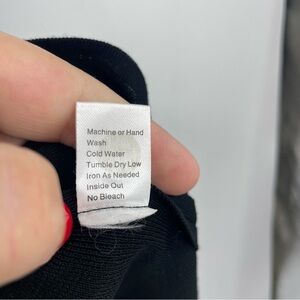 Machine or Hand
Wash
Cold Water
Tumble Dry Low
Iron As Needed
Inside Out
No Bleach